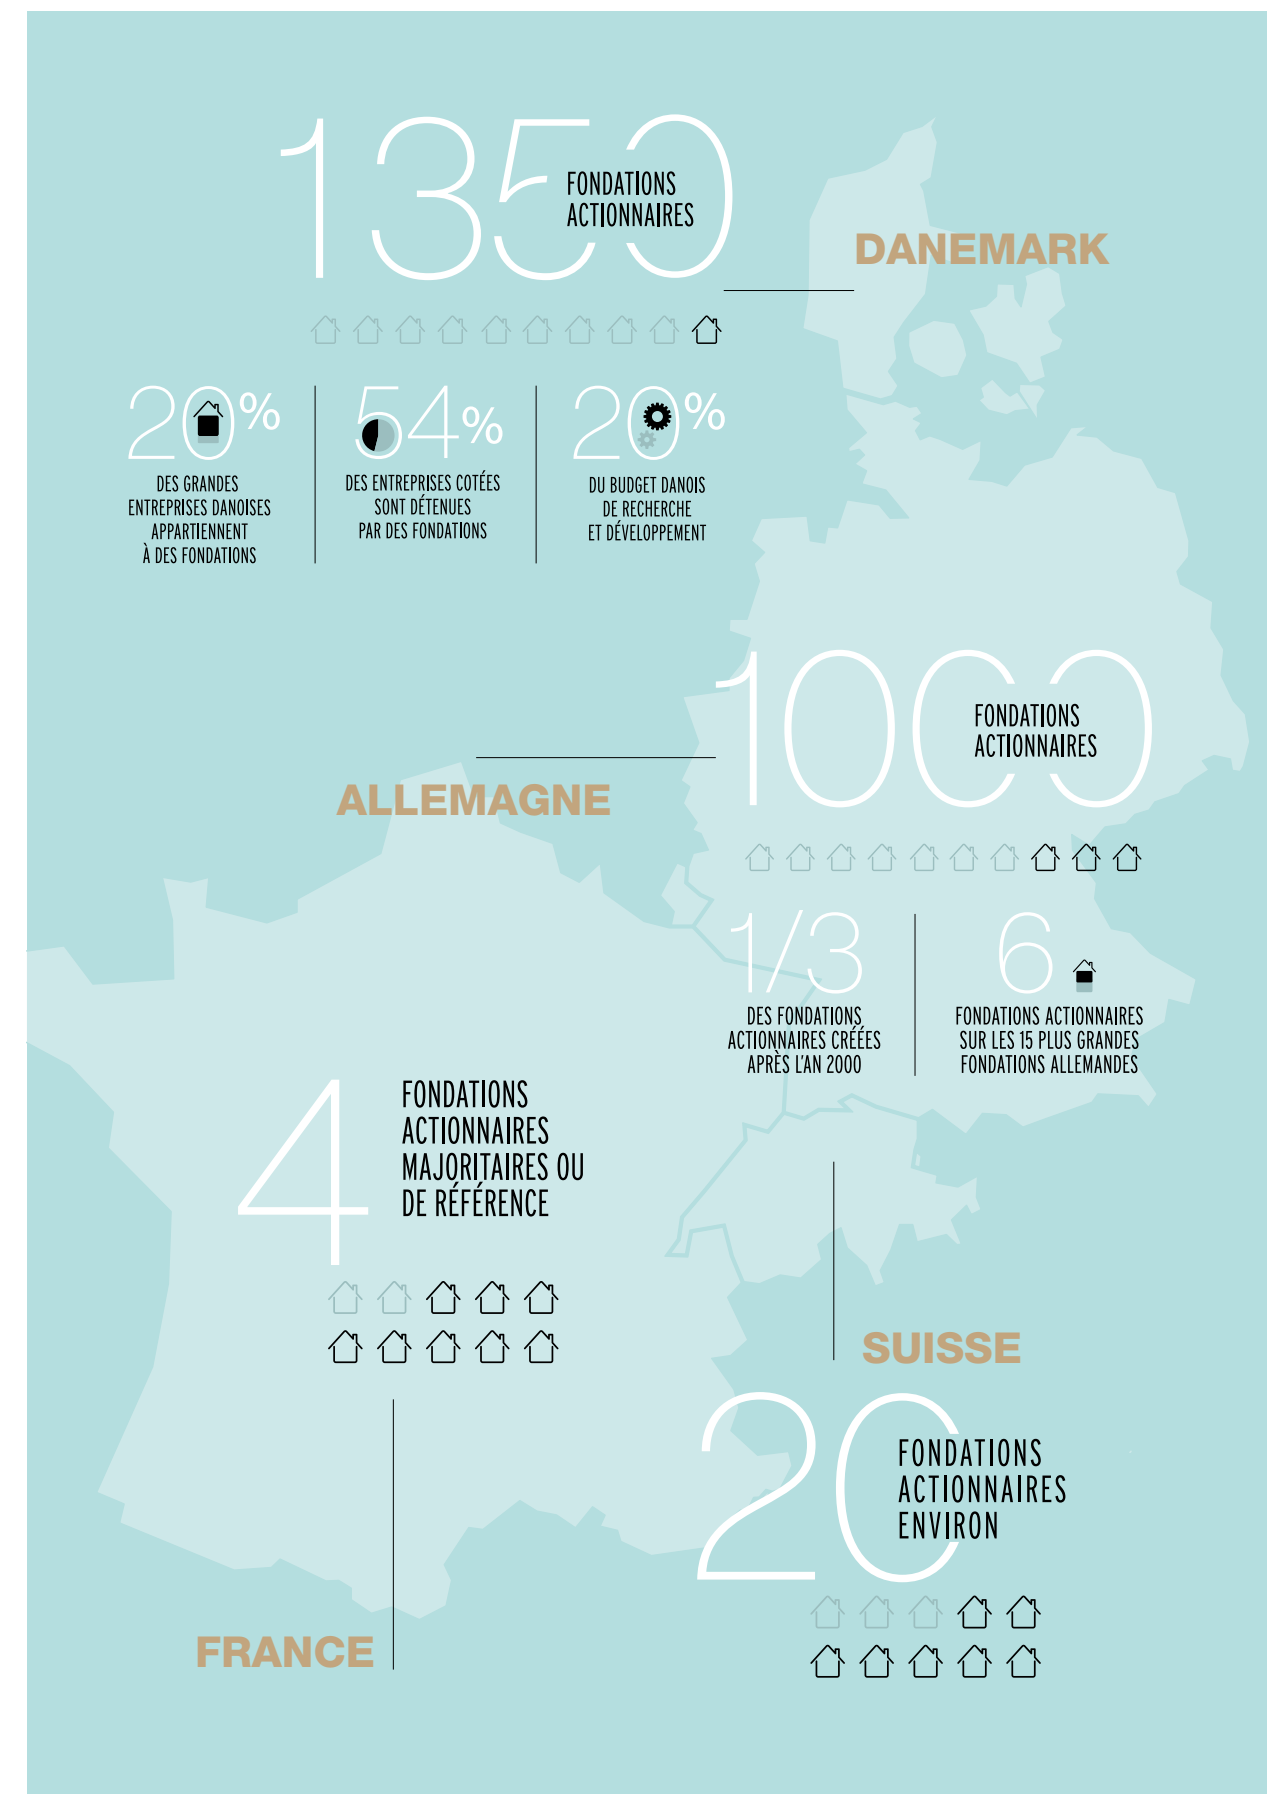 1350
FONDATIONS
ACTIONNAIRES
DANEMARK
20%
DES GRANDES
ENTREPRISES DANOISES
APPARTIENNENT
À DES FONDATIONS
54%
DES ENTREPRISES COTÉES
SONT DÉTENUES
PAR DES FONDATIONS
20%
DU BUDGET DANOIS
DE RECHERCHE
ET DÉVELOPPEMENT
1000
FONDATIONS
ACTIONNAIRES
ALLEMAGNE
1/3
DES FONDATIONS
ACTIONNAIRES CRÉÉES
APRÈS L'AN 2000
6
FONDATIONS ACTIONNAIRES
SUR LES 15 PLUS GRANDES
FONDATIONS ALLEMANDES
4
FONDATIONS
ACTIONNAIRES
MAJORITAIRES OU
DE RÉFÉRENCE
FRANCE
SUISSE
20
FONDATIONS
ACTIONNAIRES
ENVIRON